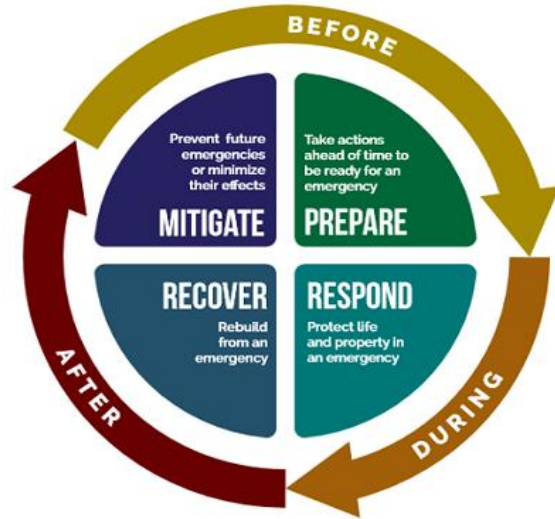 BEFORE
Prevent future
emergencies
or minimize
their effects
MITIGATE
Take actions
ahead of time to
be ready for an
emergency
PREPARE
RECOVER
Rebuild
from an
emergency
RESPOND
Protect life
and property in
an emergency
AFTER
DURING